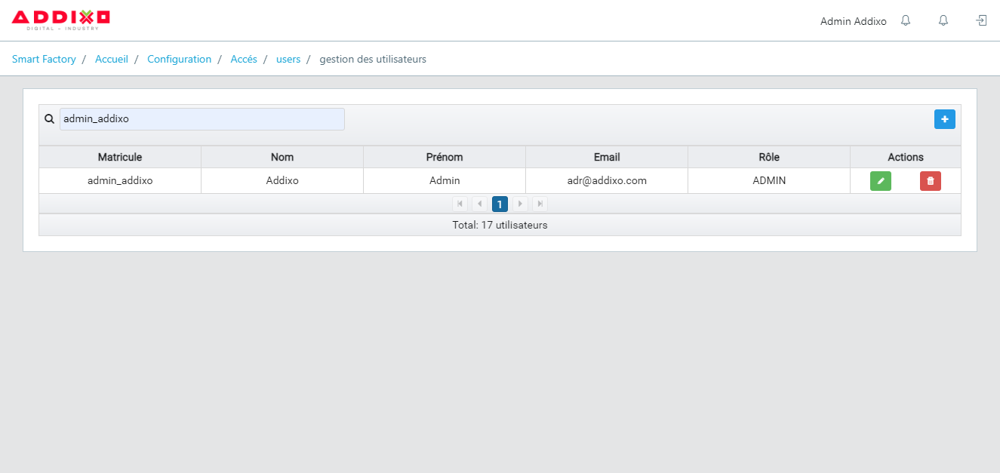 ADDIXO
DIGITAL - INDUSTRY
Admin Addixo
Smart Factory / Accueil / Configuration / Accés / users / gestion des utilisateurs
admin_addixo
Matricule Nom Prénom Email Rôle Actions
admin_addixo Addixo Admin adr@addixo.com ADMIN
1
Total: 17 utilisateurs